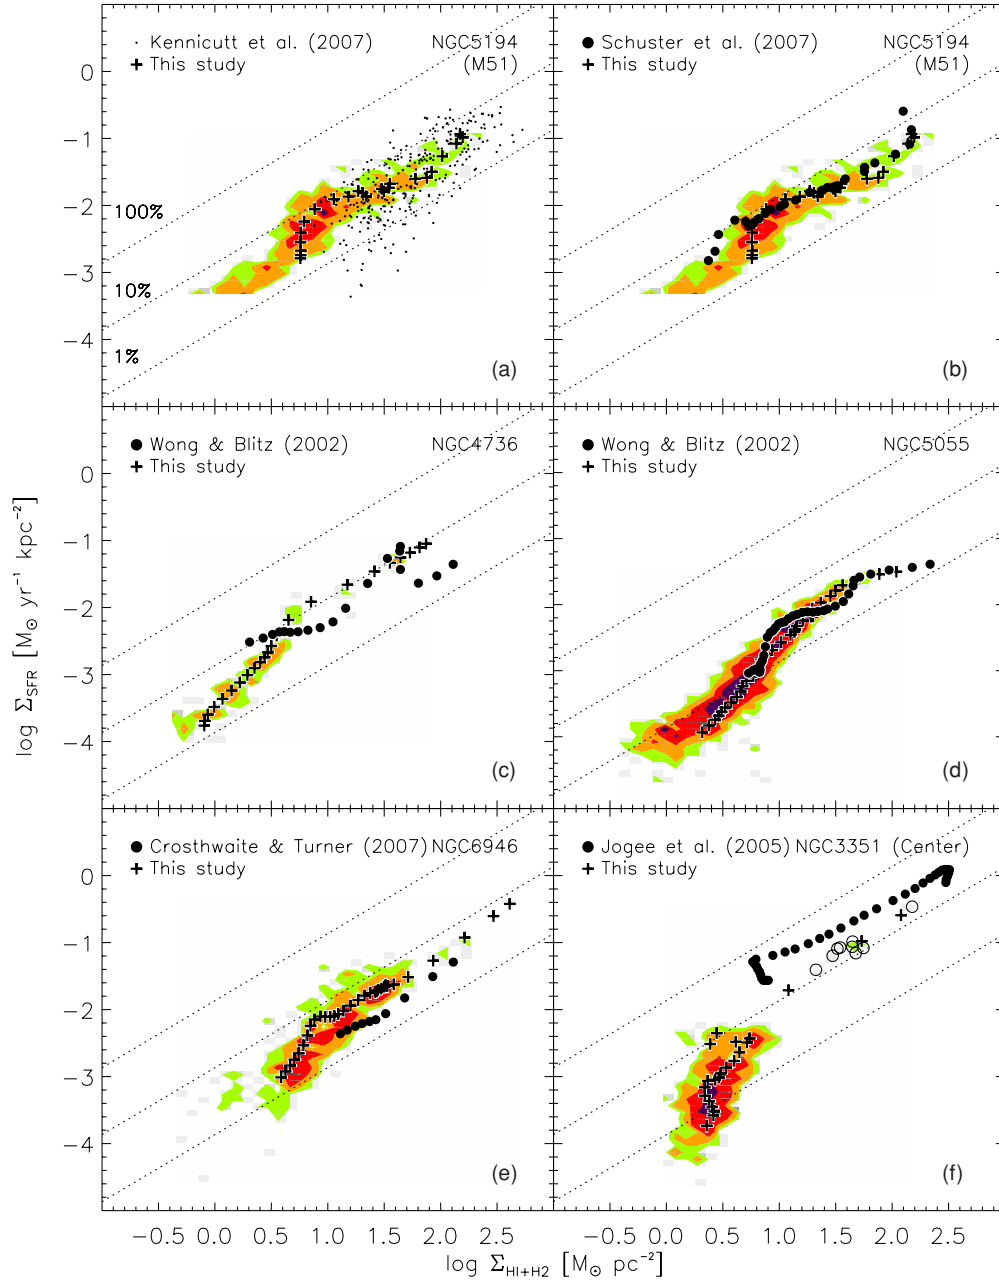 · Kennicutt et al. (2007) NGC5194
+ This study (M51)
100%
10%
1%
(a)
● Schuster et al. (2007) NGC5194
+ This study (M51)
(b)
0
−1
−2
−3
−4
● Wong & Blitz (2002) NGC4736
+ This study
(c)
● Wong & Blitz (2002) NGC5055
+ This study
(d)
0
−1
−2
−3
−4
log Σ_SFR [M⊙ yr⁻¹ kpc⁻²]
● Crosthwaite & Turner (2007) NGC6946
+ This study
(e)
● Jogee et al. (2005) NGC3351 (Center)
+ This study
(f)
0
−1
−2
−3
−4
−0.5 0.0 0.5 1.0 1.5 2.0 2.5
−0.5 0.0 0.5 1.0 1.5 2.0 2.5
log Σ_HI+H2 [M⊙ pc⁻²]